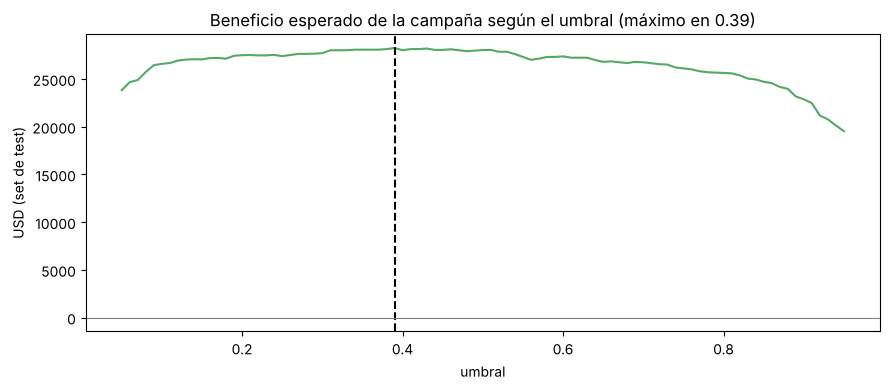 Beneficio esperado de la campaña según el umbral (máximo en 0.39)
USD (set de test)
25000
20000
15000
10000
5000
0
0.2 0.4 0.6 0.8
umbral